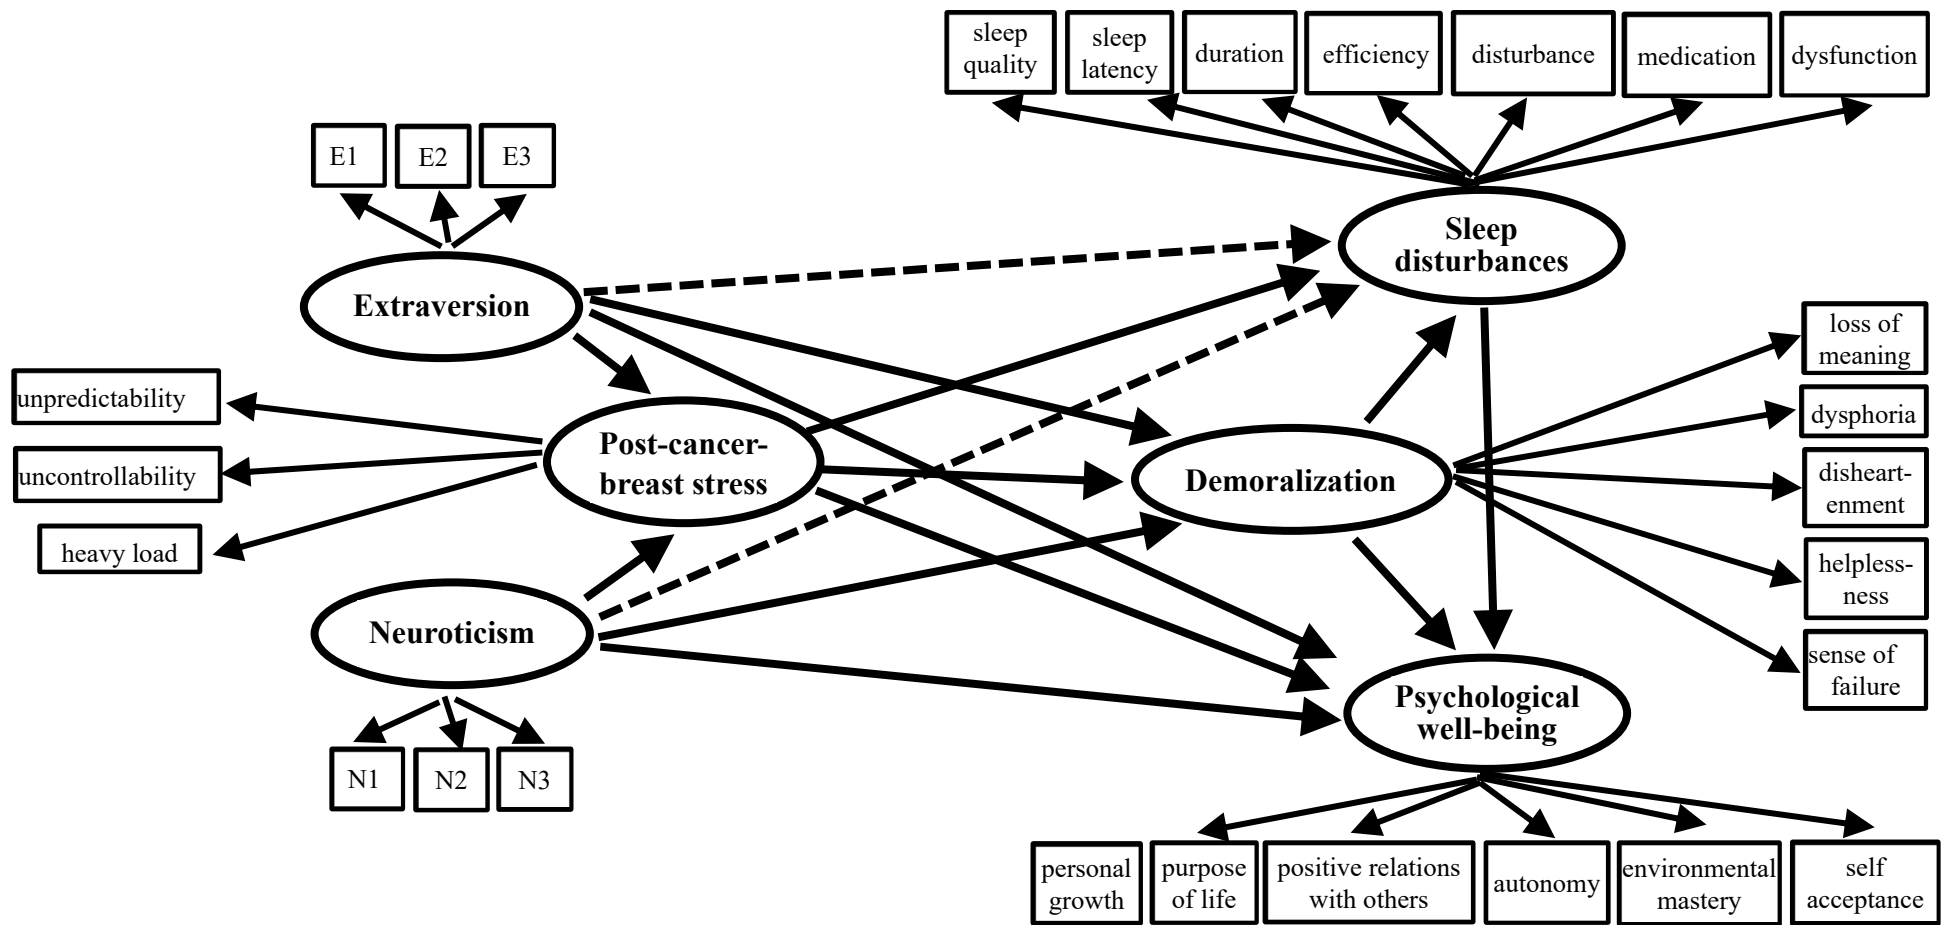 sleep
quality
sleep
latency
duration
efficiency
disturbance
medication
dysfunction
E1
E2
E3
Sleep
disturbances
Extraversion
loss of
meaning
unpredictability
dysphoria
Post-cancer-
breast stress
Demoralization
uncontrollability
disheart-
enment
heavy load
helpless-
ness
Neuroticism
sense of
failure
Psychological
well-being
N1
N2
N3
personal
growth
purpose
of life
positive relations
with others
autonomy
environmental
mastery
self
acceptance